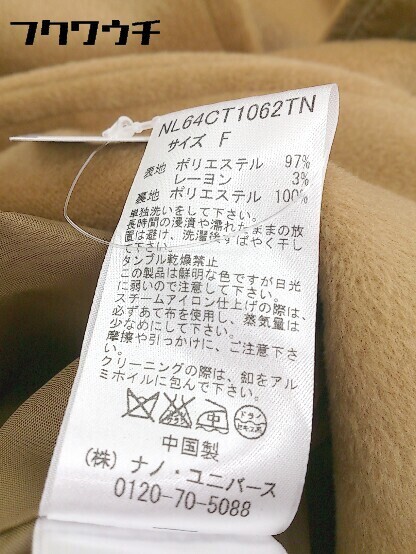 フクワウチ
NL64CT1062TN
サイズ F
表地 ポリエステル 97%
レーヨン 3%
裏地 ポリエステル 100%
単独洗いをして下さい。
長時間の浸漬や濡れたままの放
置は避け、洗濯後すばやく干し
て下さい。
タンブル乾燥禁止
この製品は鮮明な色ですが日光
に弱いので注意して下さい。
スチームアイロン仕上げの際は、
必ずあて布を使用し、蒸気量は
少なめにして下さい。
摩擦や引っかけに、ご注意下さ
い。
クリーニングの際は、釦をアル
ミホイルに包んで下さい。
ドライ
セキユ系
中国製
(株) ナノ・ユニバース
0120-70-5088